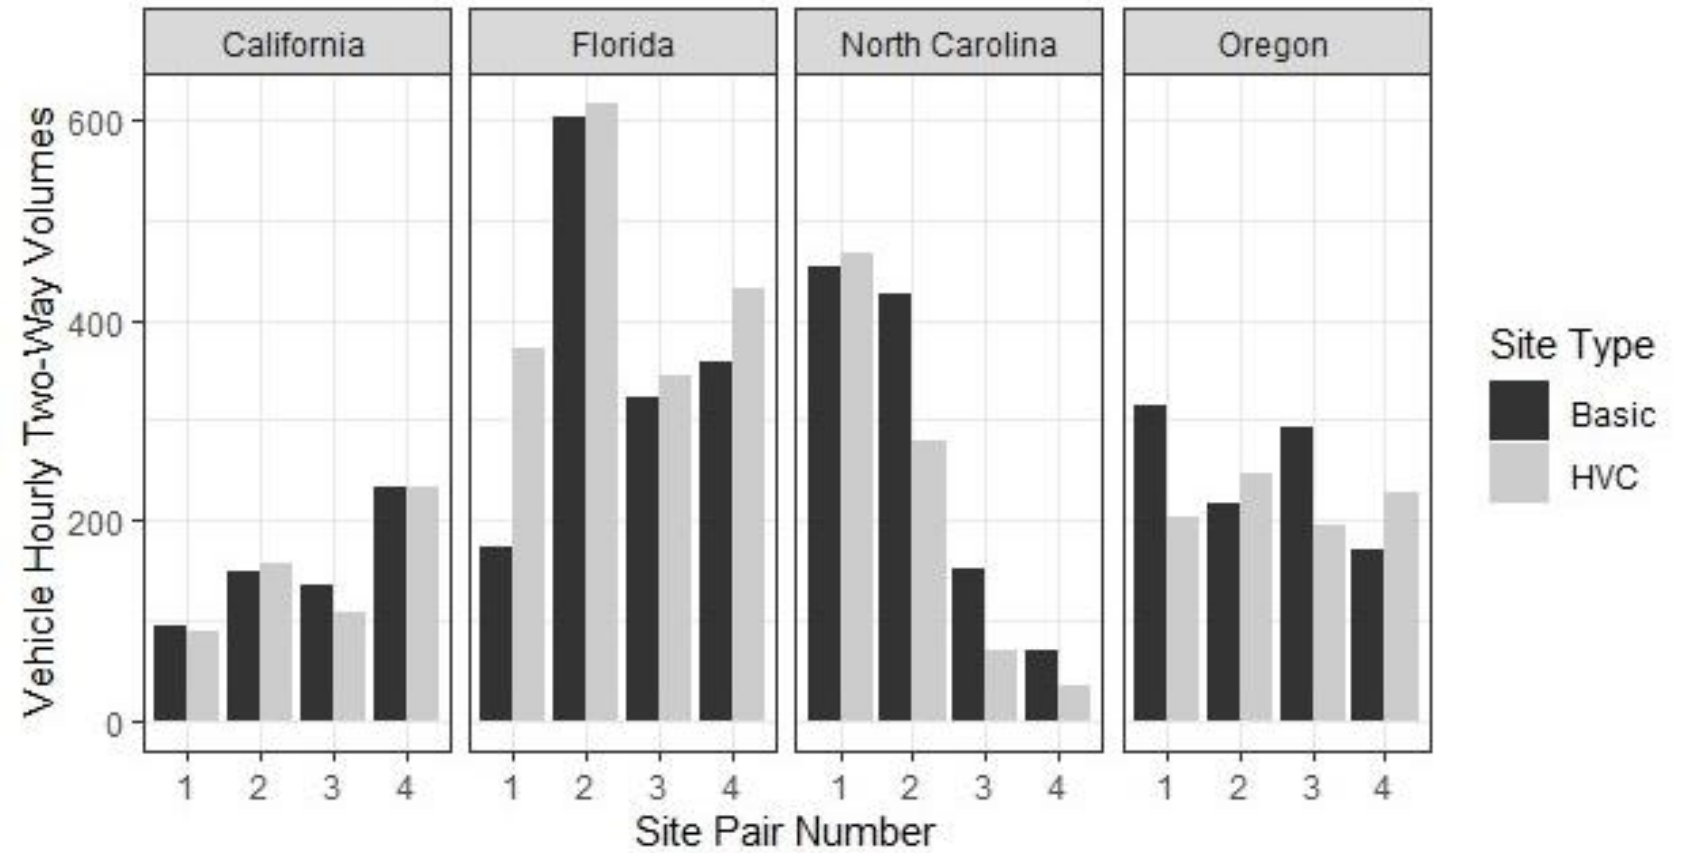 California Florida North Carolina Oregon
Vehicle Hourly Two-Way Volumes
600
400
200
0
1 2 3 4 1 2 3 4 1 2 3 4 1 2 3 4
Site Pair Number
Site Type
Basic
HVC